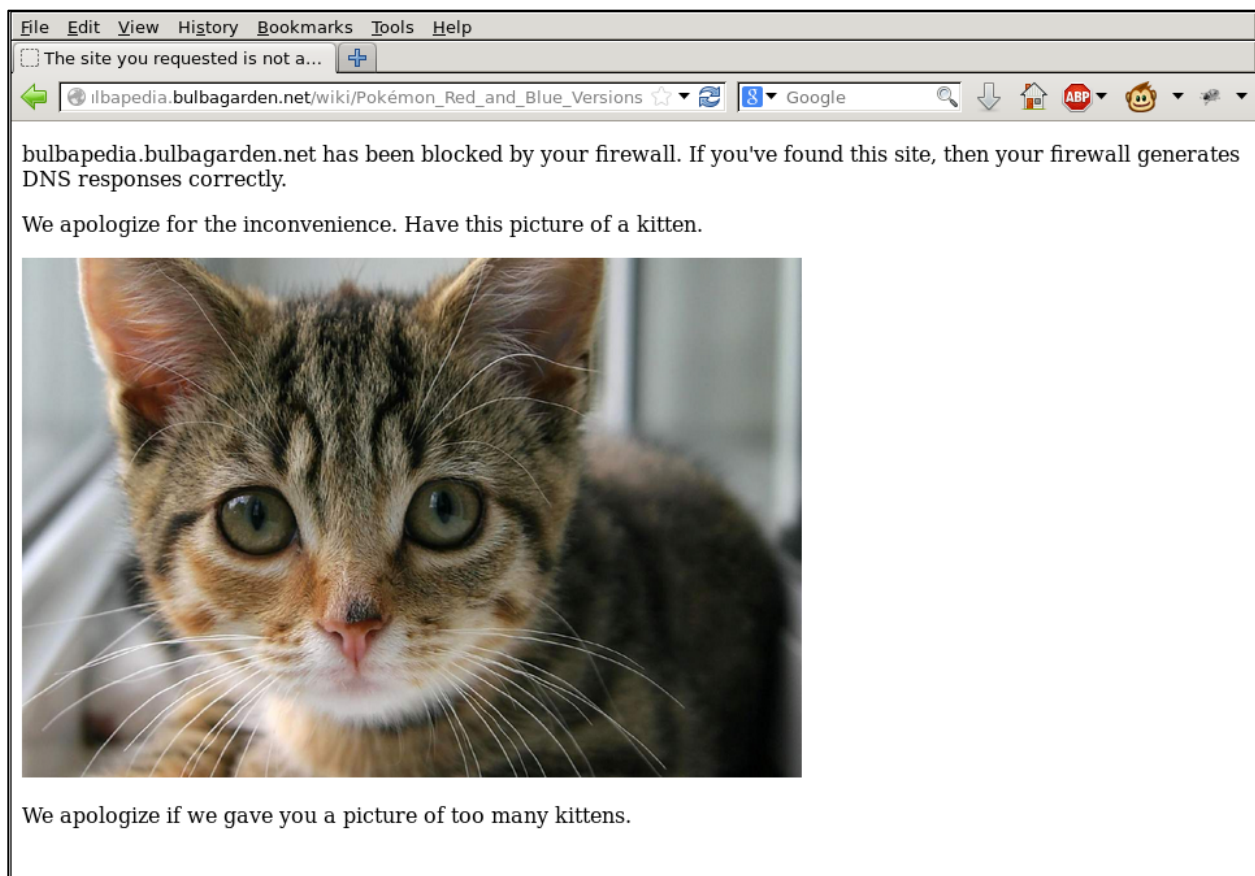 File Edit View History Bookmarks Tools Help
The site you requested is not a...
lbapedia.bulbagarden.net/wiki/Pokémon_Red_and_Blue_Versions 8 Google ABP
bulbapedia.bulbagarden.net has been blocked by your firewall. If you've found this site, then your firewall generates
DNS responses correctly.
We apologize for the inconvenience. Have this picture of a kitten.
We apologize if we gave you a picture of too many kittens.